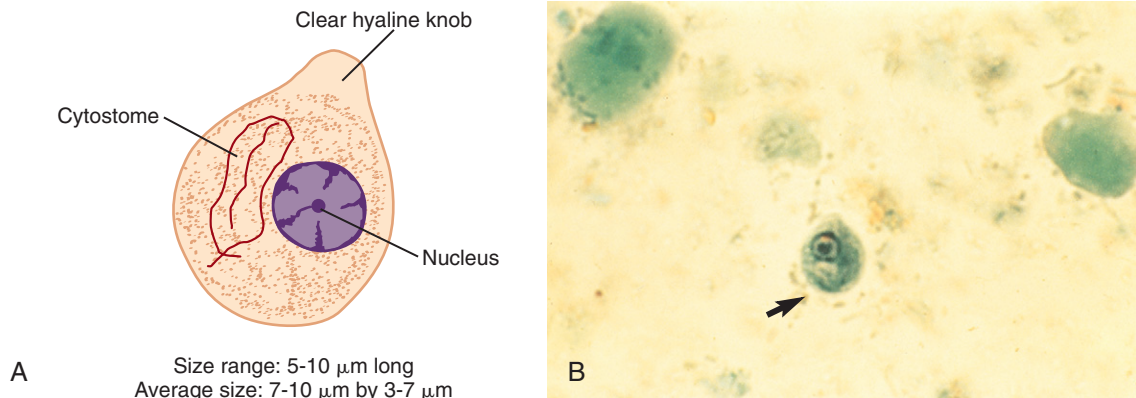 Clear hyaline knob
Cytostome
Nucleus
A
Size range: 5-10 μm long
Average size: 7-10 μm by 3-7 μm
B